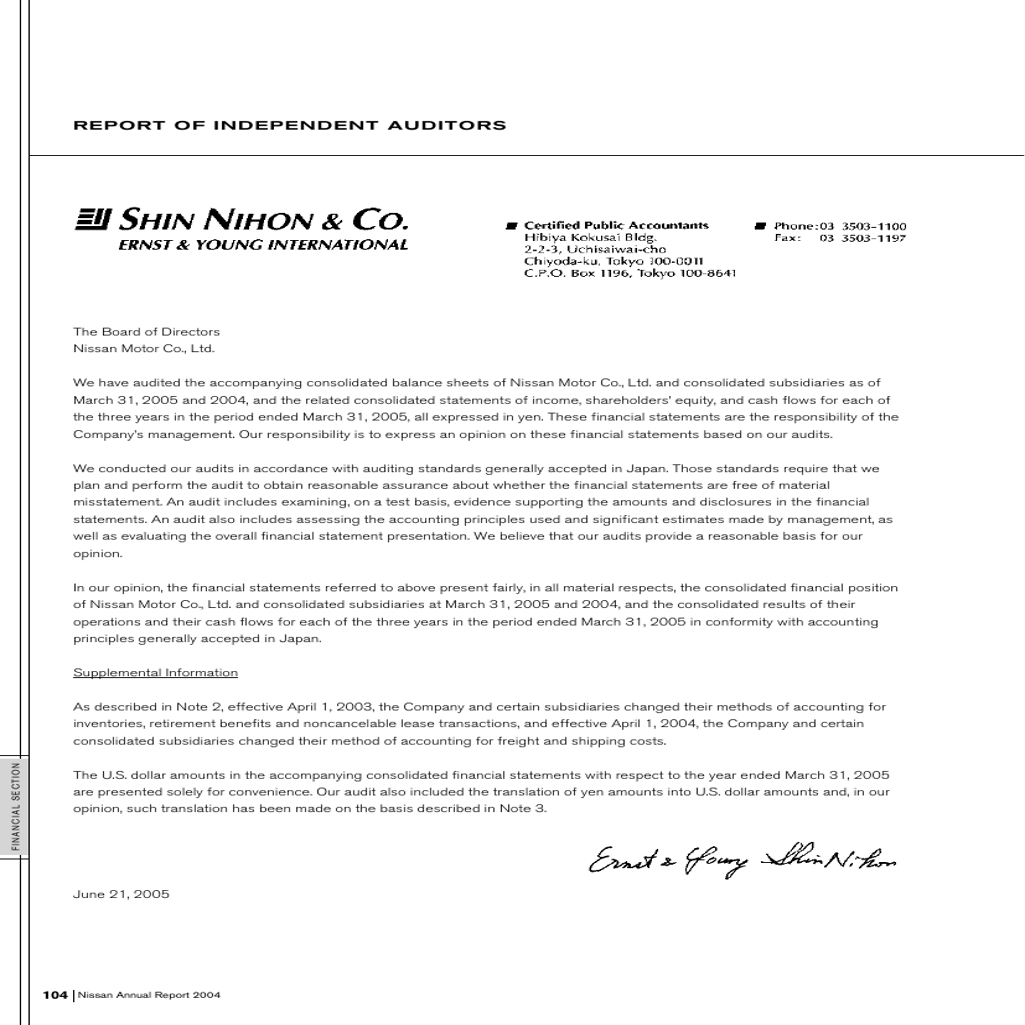 REPORT OF INDEPENDENT AUDITORS
SHIN NIHON & CO.
ERNST & YOUNG INTERNATIONAL
Certified Public Accountants
Hibiya Kokusai Bldg.
2-2-3, Uchisaiwai-cho
Chiyoda-ku, Tokyo 100-0011
C.P.O. Box 1196, Tokyo 100-8641
Phone: 03 3503-1100
Fax: 03 3503-1197
The Board of Directors
Nissan Motor Co., Ltd.
We have audited the accompanying consolidated balance sheets of Nissan Motor Co., Ltd. and consolidated subsidiaries as of
March 31, 2005 and 2004, and the related consolidated statements of income, shareholders' equity, and cash flows for each of
the three years in the period ended March 31, 2005, all expressed in yen. These financial statements are the responsibility of the
Company's management. Our responsibility is to express an opinion on these financial statements based on our audits.
We conducted our audits in accordance with auditing standards generally accepted in Japan. Those standards require that we
plan and perform the audit to obtain reasonable assurance about whether the financial statements are free of material
misstatement. An audit includes examining, on a test basis, evidence supporting the amounts and disclosures in the financial
statements. An audit also includes assessing the accounting principles used and significant estimates made by management, as
well as evaluating the overall financial statement presentation. We believe that our audits provide a reasonable basis for our
opinion.
In our opinion, the financial statements referred to above present fairly, in all material respects, the consolidated financial position
of Nissan Motor Co., Ltd. and consolidated subsidiaries at March 31, 2005 and 2004, and the consolidated results of their
operations and their cash flows for each of the three years in the period ended March 31, 2005 in conformity with accounting
principles generally accepted in Japan.
Supplemental Information
As described in Note 2, effective April 1, 2003, the Company and certain subsidiaries changed their methods of accounting for
inventories, retirement benefits and noncancelable lease transactions, and effective April 1, 2004, the Company and certain
consolidated subsidiaries changed their method of accounting for freight and shipping costs.
The U.S. dollar amounts in the accompanying consolidated financial statements with respect to the year ended March 31, 2005
are presented solely for convenience. Our audit also included the translation of yen amounts into U.S. dollar amounts and, in our
opinion, such translation has been made on the basis described in Note 3.
Ernst & Young ShinNihon
June 21, 2005
FINANCIAL SECTION
104 Nissan Annual Report 2004